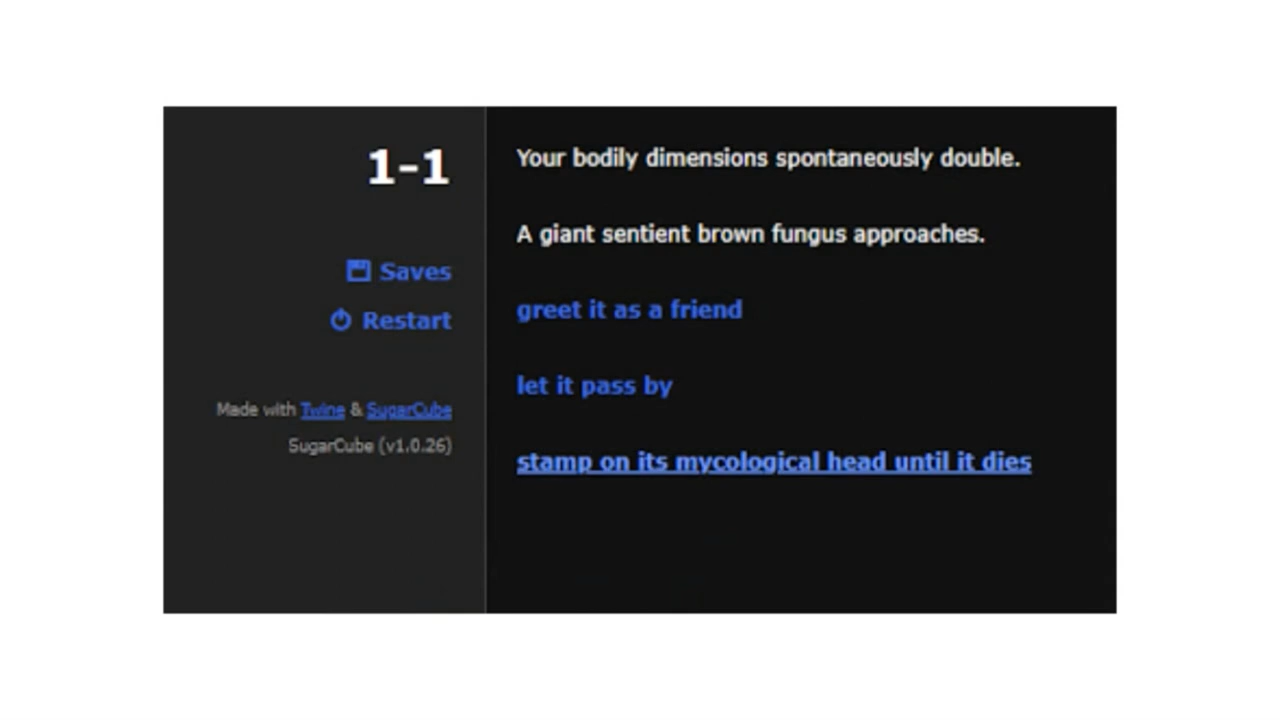 1-1
Saves
Restart
Made with Twine & SugarCube
SugarCube (v1.0.26)
Your bodily dimensions spontaneously double.
A giant sentient brown fungus approaches.
greet it as a friend
let it pass by
stamp on its mycological head until it dies